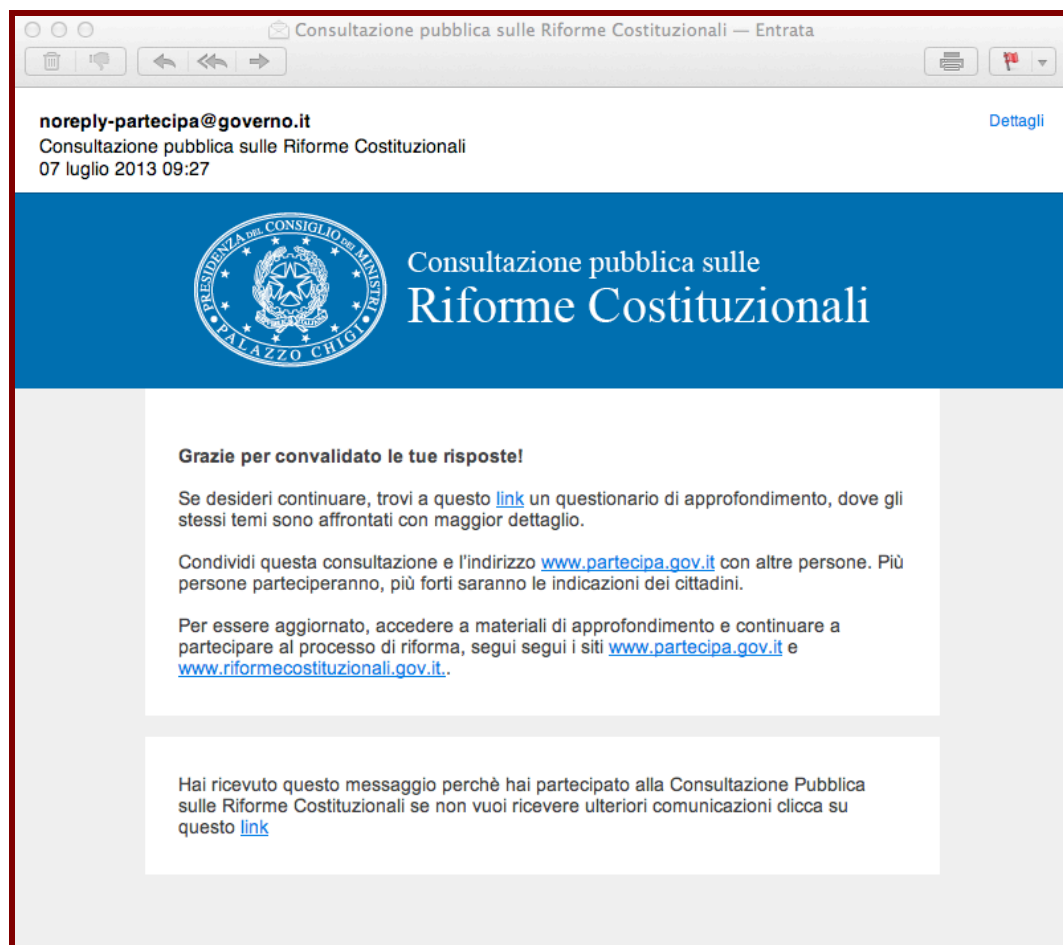 Consultazione pubblica sulle Riforme Costituzionali — Entrata
noreply-partecipa@governo.it
Dettagli
Consultazione pubblica sulle Riforme Costituzionali
07 luglio 2013 09:27
PRESIDENZA DEL CONSIGLIO DEI MINISTRI
PALAZZO CHIGI
Consultazione pubblica sulle
Riforme Costituzionali
Grazie per convalidato le tue risposte!
Se desideri continuare, trovi a questo link un questionario di approfondimento, dove gli
stessi temi sono affrontati con maggior dettaglio.
Condividi questa consultazione e l'indirizzo www.partecipa.gov.it con altre persone. Più
persone parteciperanno, più forti saranno le indicazioni dei cittadini.
Per essere aggiornato, accedere a materiali di approfondimento e continuare a
partecipare al processo di riforma, segui segui i siti www.partecipa.gov.it e
www.riformecostituzionali.gov.it..
Hai ricevuto questo messaggio perchè hai partecipato alla Consultazione Pubblica
sulle Riforme Costituzionali se non vuoi ricevere ulteriori comunicazioni clicca su
questo link